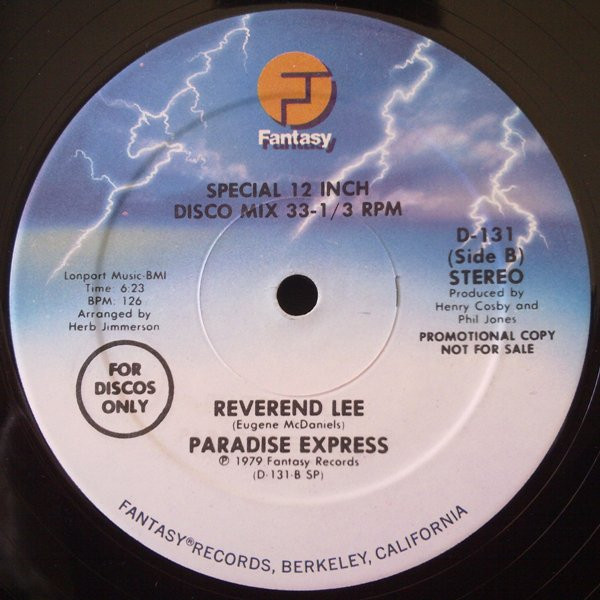 Fantasy
SPECIAL 12 INCH
DISCO MIX 33-1/3 RPM
D-131
(Side B)
STEREO
Produced by
Henry Cosby and
Phil Jones
PROMOTIONAL COPY
NOT FOR SALE
Lonport Music-BMI
Time: 6:23
BPM: 126
Arranged by
Herb Jimmerson
FOR
DISCOS
ONLY
REVEREND LEE
(Eugene McDaniels)
PARADISE EXPRESS
℗ 1979 Fantasy Records
(D-131-B SP)
FANTASY®RECORDS, BERKELEY, CALIFORNIA